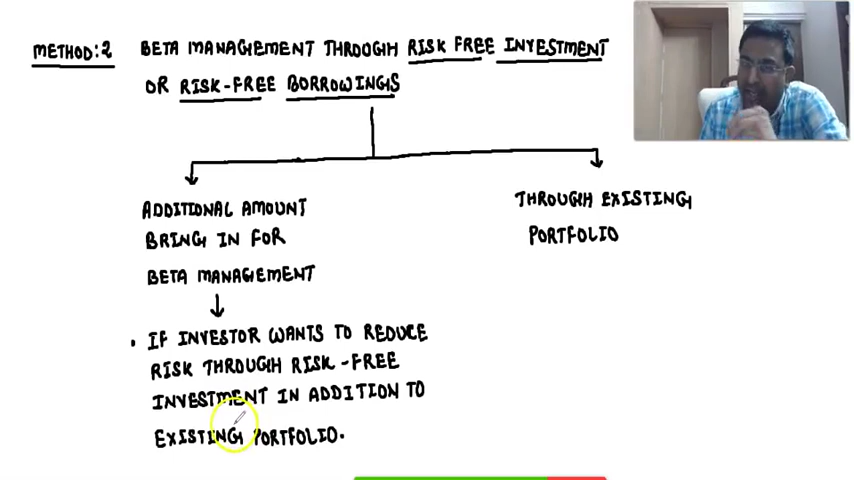 METHOD:2 BETA MANAGEMENT THROUGH RISK FREE INVESTMENT
OR RISK-FREE BORROWINGS
ADDITIONAL AMOUNT
BRING IN FOR
BETA MANAGEMENT
• IF INVESTOR WANTS TO REDUCE
RISK THROUGH RISK-FREE
INVESTMENT IN ADDITION TO
EXISTING PORTFOLIO.
THROUGH EXISTING
PORTFOLIO